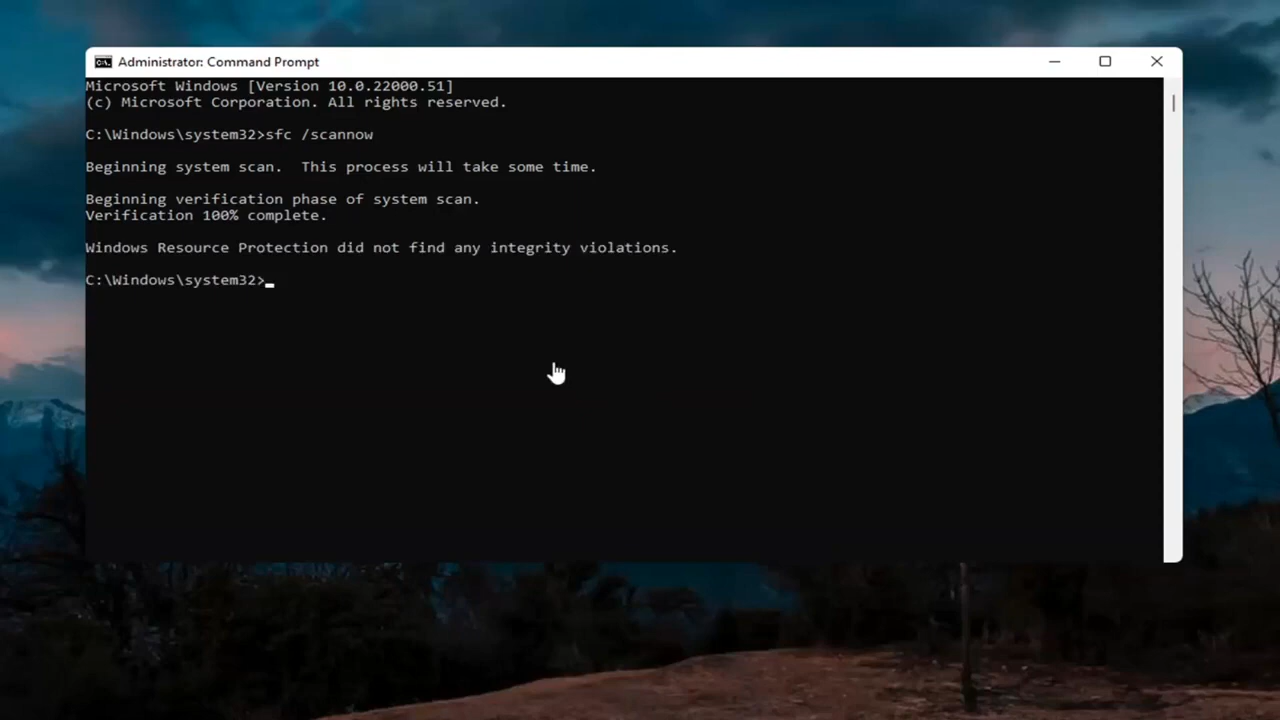 Administrator: Command Prompt
Microsoft Windows [Version 10.0.22000.51]
(c) Microsoft Corporation. All rights reserved.
C:\Windows\system32>sfc /scannow
Beginning system scan.  This process will take some time.
Beginning verification phase of system scan.
Verification 100% complete.
Windows Resource Protection did not find any integrity violations.
C:\Windows\system32>